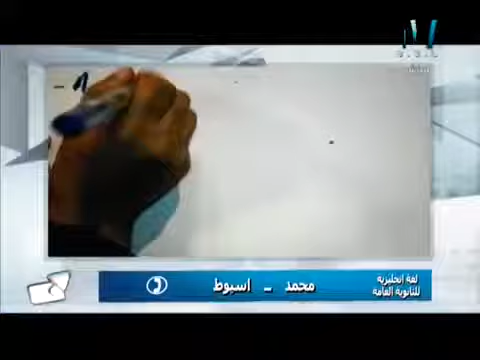 لغة انجليزية
للثانوية العامة
محمد - اسيوط